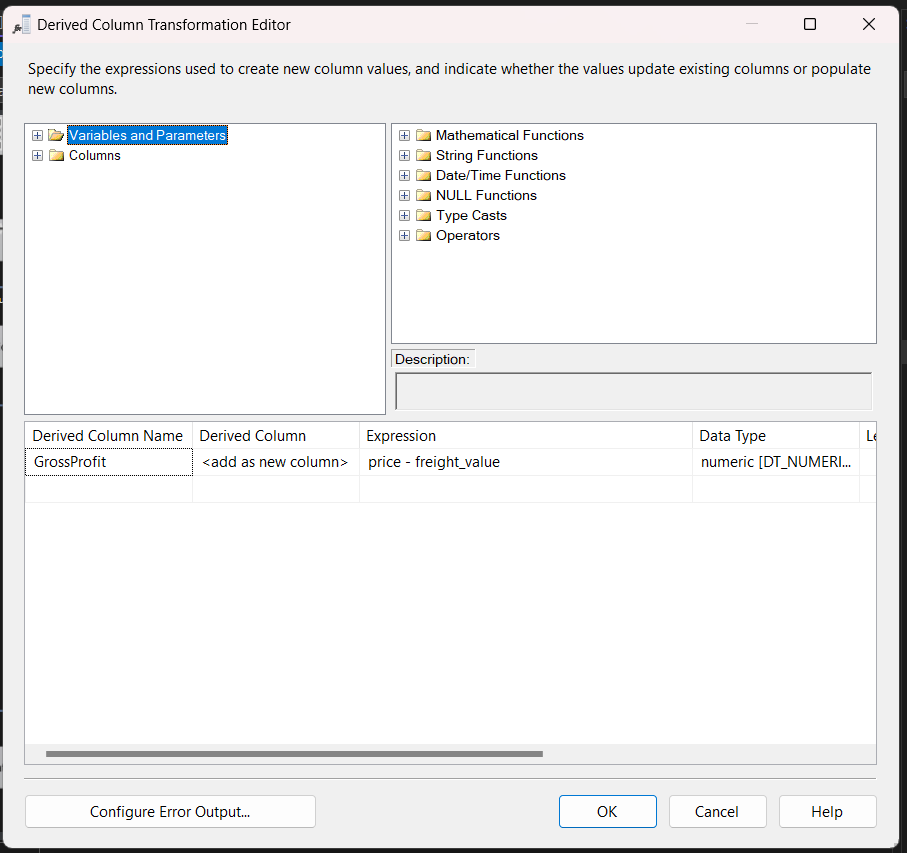 Derived Column Transformation Editor
Specify the expressions used to create new column values, and indicate whether the values update existing columns or populate
new columns.
Variables and Parameters
Columns
Mathematical Functions
String Functions
Date/Time Functions
NULL Functions
Type Casts
Operators
Description:
Derived Column Name Derived Column Expression Data Type
GrossProfit <add as new column> price - freight_value numeric [DT_NUMERI...
Configure Error Output... OK Cancel Help